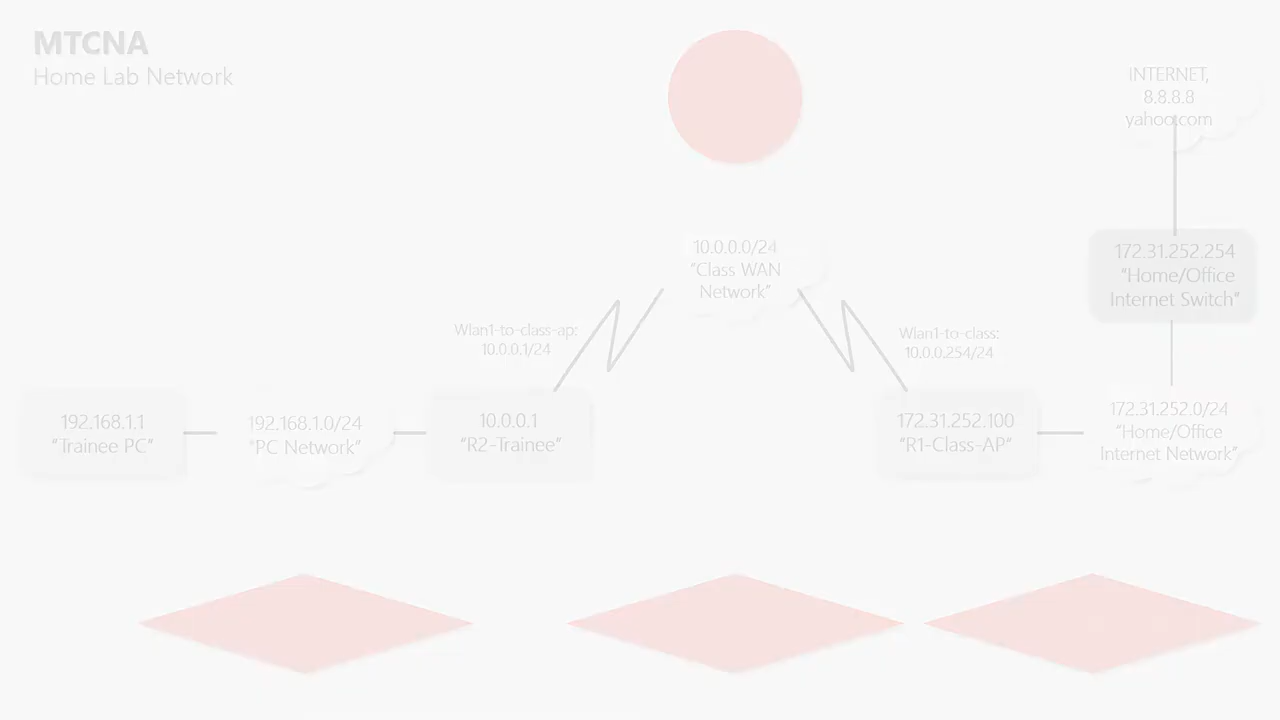 MTCNA
Home Lab Network
INTERNET,
8.8.8.8
yahoo.com
10.0.0.0/24
"Class WAN
Network"
172.31.252.254
"Home/Office
Internet Switch"
Wlan1-to-class-ap:
10.0.0.1/24
Wlan1-to-class:
10.0.0.254/24
192.168.1.1
"Trainee PC"
192.168.1.0/24
"PC Network"
10.0.0.1
"R2-Trainee"
172.31.252.100
"R1-Class-AP"
172.31.252.0/24
"Home/Office
Internet Network"